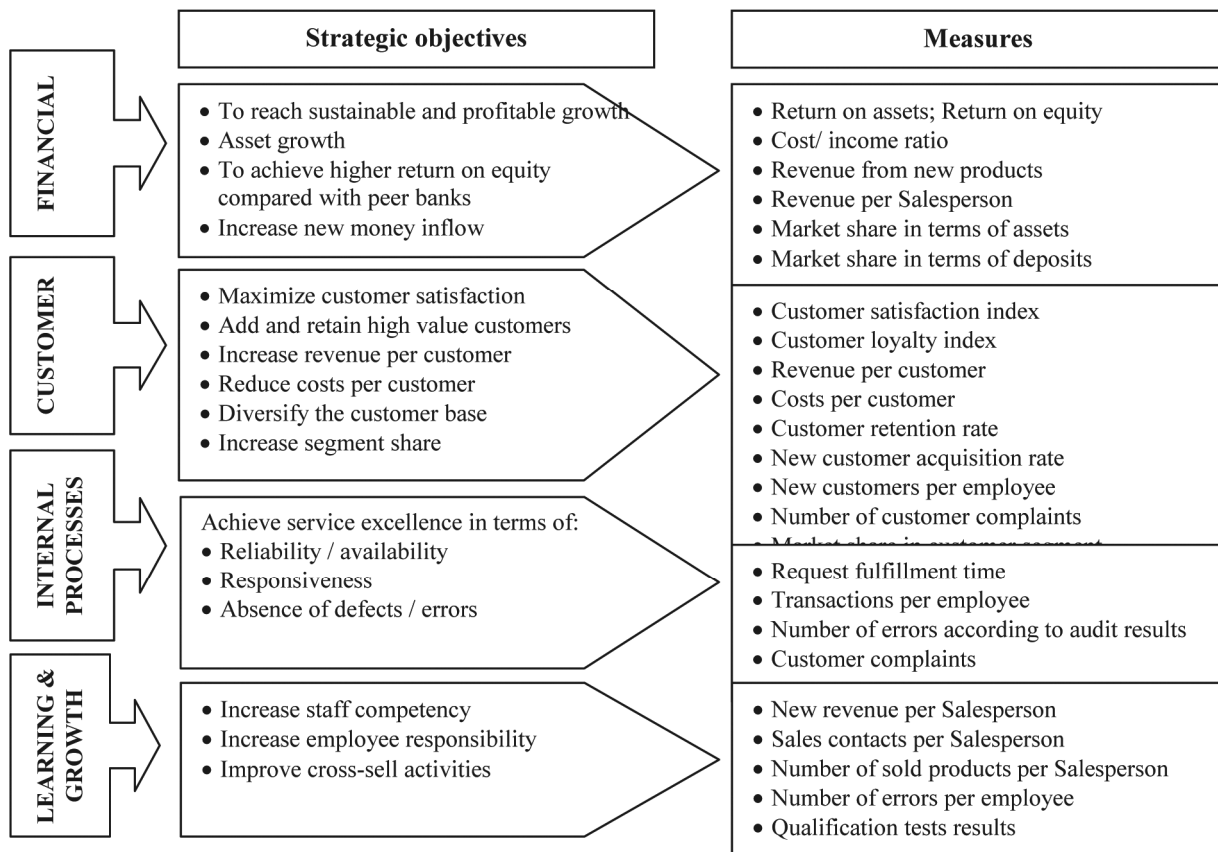 Strategic objectives
Measures
FINANCIAL
• To reach sustainable and profitable growth
• Asset growth
• To achieve higher return on equity
compared with peer banks
• Increase new money inflow
• Return on assets; Return on equity
• Cost/ income ratio
• Revenue from new products
• Revenue per Salesperson
• Market share in terms of assets
• Market share in terms of deposits
CUSTOMER
• Maximize customer satisfaction
• Add and retain high value customers
• Increase revenue per customer
• Reduce costs per customer
• Diversify the customer base
• Increase segment share
• Customer satisfaction index
• Customer loyalty index
• Revenue per customer
• Costs per customer
• Customer retention rate
• New customer acquisition rate
• New customers per employee
• Number of customer complaints
• Market share in customer segment
INTERNAL
PROCESSES
Achieve service excellence in terms of:
• Reliability / availability
• Responsiveness
• Absence of defects / errors
• Request fulfillment time
• Transactions per employee
• Number of errors according to audit results
• Customer complaints
LEARNING &
GROWTH
• Increase staff competency
• Increase employee responsibility
• Improve cross-sell activities
• New revenue per Salesperson
• Sales contacts per Salesperson
• Number of sold products per Salesperson
• Number of errors per employee
• Qualification tests results